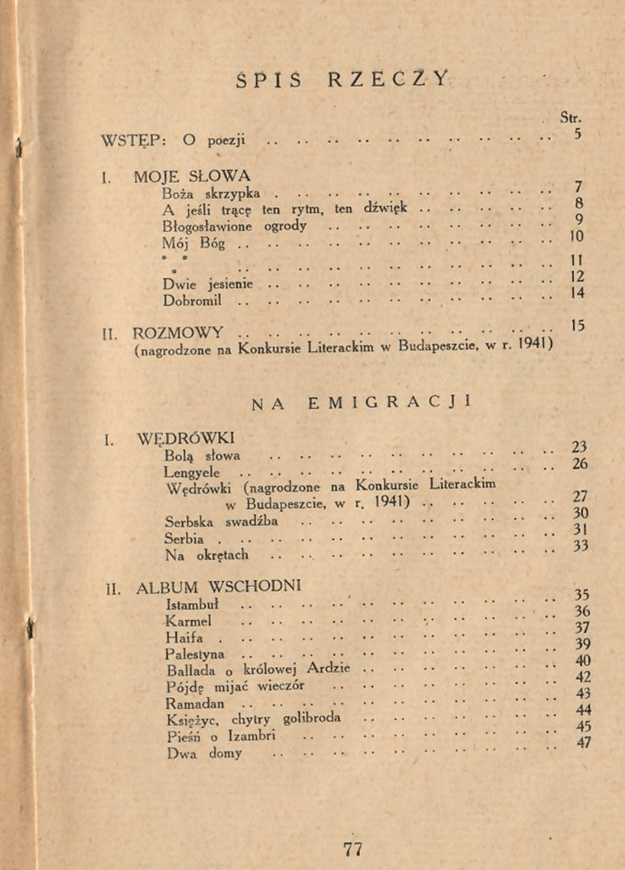 SPIS RZECZY
Str.
WSTĘP: O poezji .. .. .. .. .. .. .. .. .. .. 5
I. MOJE SŁOWA
Boża skrzypka . .. .. .. .. .. .. .. .. .. 7
A jeśli trącę ten rytm, ten dźwięk .. .. .. .. .. 8
Błogosławione ogrody .. .. .. .. .. .. .. .. 9
Mój Bóg .. .. .. .. .. .. .. .. .. .. .. 10
* *
* .. .. .. .. .. .. .. .. .. .. .. 11
Dwie jesienie .. .. .. .. .. .. .. .. .. .. 12
Dobromil .. .. .. .. .. .. .. .. .. .. .. 14
II. ROZMOWY .. .. .. .. .. .. .. .. .. .. .. 15
(nagrodzone na Konkursie Literackim w Budapeszcie, w r. 1941)
NA EMIGRACJI
I. WĘDRÓWKI
Bolą słowa .. .. .. .. .. .. .. .. .. .. 23
Lengyele .. .. .. .. .. .. .. .. .. .. .. 26
Wędrówki (nagrodzone na Konkursie Literackim
w Budapeszcie, w r. 1941) .. .. .. .. .. 27
Serbska swadźba .. .. .. .. .. .. .. .. .. 30
Serbia . .. .. .. .. .. .. .. .. .. .. .. 31
Na okrętach .. .. .. .. .. .. .. .. .. .. 33
II. ALBUM WSCHODNI
Istambuł .. .. .. .. .. .. .. .. .. .. .. 35
Karmel .. .. .. .. .. .. .. .. .. .. .. 36
Haifa . .. .. .. .. .. .. .. .. .. .. .. 37
Palestyna .. .. .. .. .. .. .. .. .. .. .. 39
Ballada o królowej Ardzie .. .. .. .. .. .. .. 40
Pójdę mijać wieczór .. .. .. .. .. .. .. .. 42
Ramadan .. .. .. .. .. .. .. .. .. .. .. 43
Księżyc, chytry golibroda .. .. .. .. .. .. .. 44
Pieśń o Izambri .. .. .. .. .. .. .. .. .. 45
Dwa domy .. .. .. .. .. .. .. .. .. .. 47
77